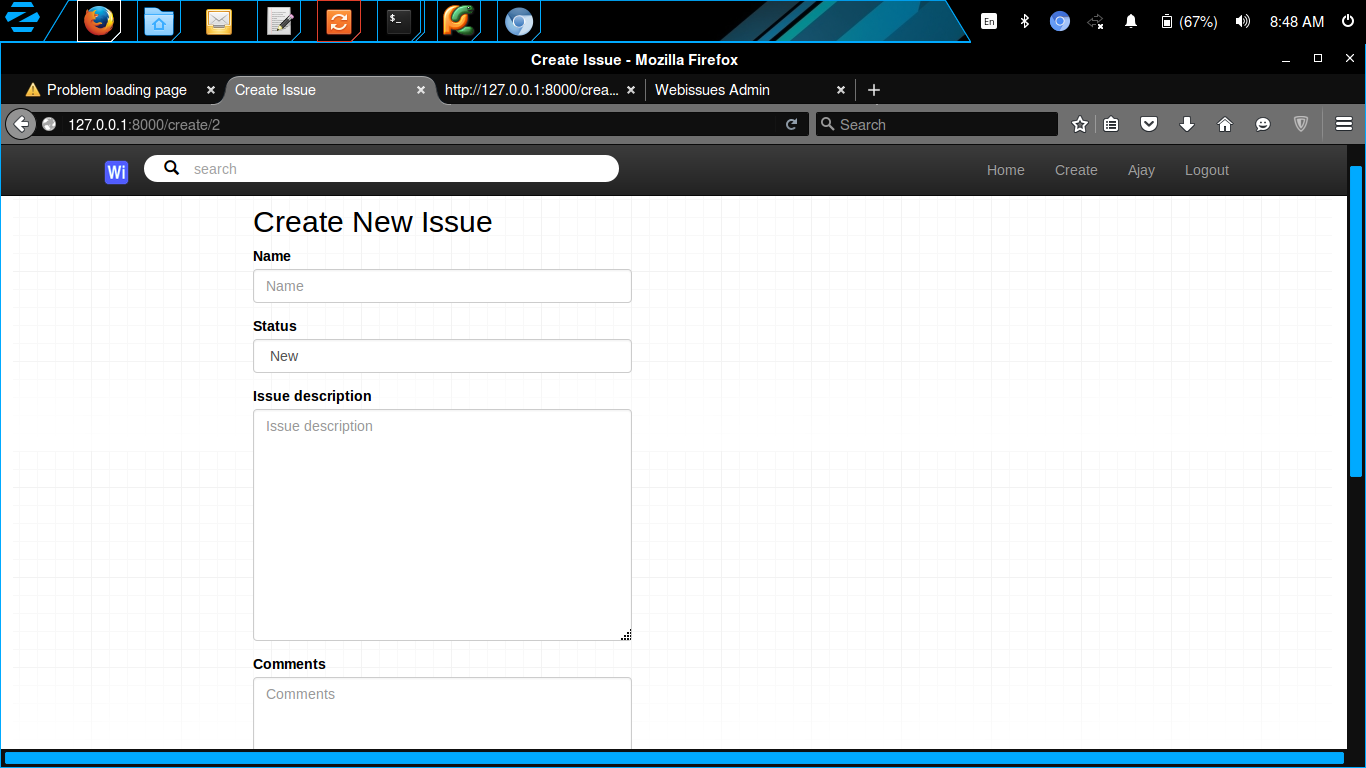 En
(67%)
8:48 AM
$_
Create Issue - Mozilla Firefox
Problem loading page
Create Issue
http://127.0.0.1:8000/crea...
Webissues Admin
127.0.0.1:8000/create/2
Search
Wi
search
Home
Create
Ajay
Logout
Create New Issue
Name
Name
Status
New
Issue description
Issue description
Comments
Comments